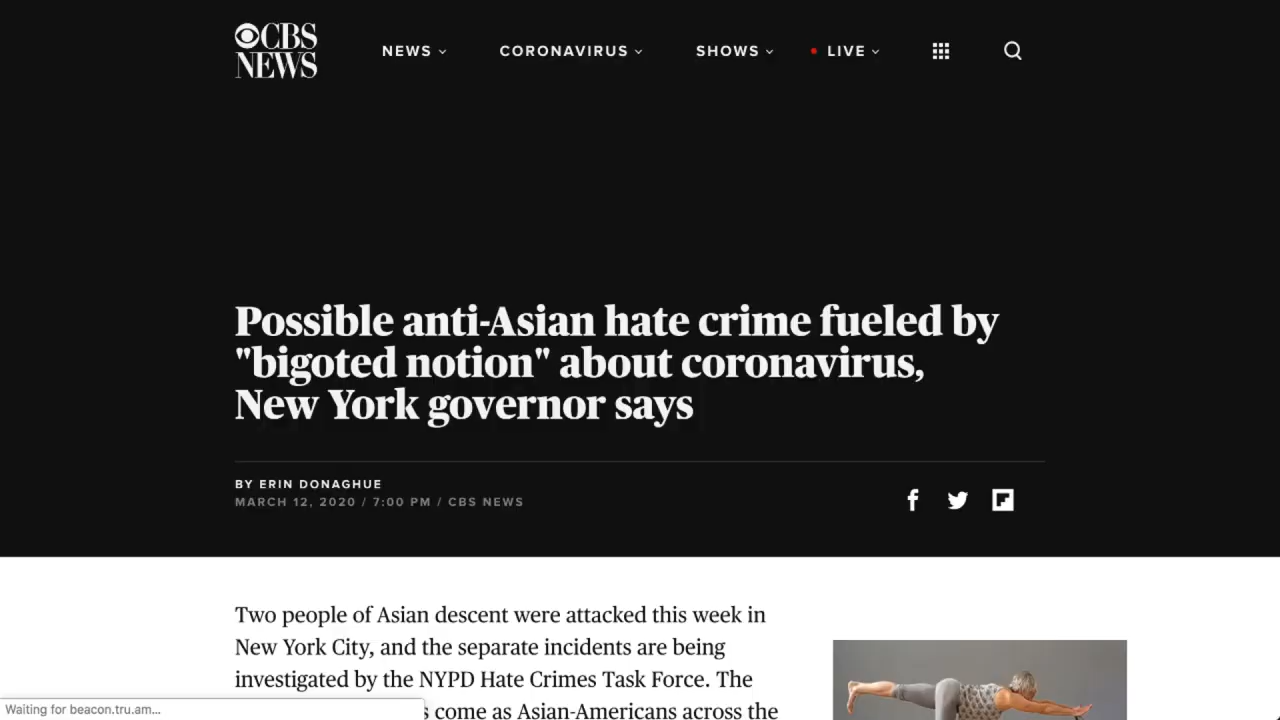 CBS NEWS
NEWS CORONAVIRUS SHOWS LIVE
Possible anti-Asian hate crime fueled by
"bigoted notion" about coronavirus,
New York governor says
BY ERIN DONAGHUE
MARCH 12, 2020 / 7:00 PM / CBS NEWS
Two people of Asian descent were attacked this week in
New York City, and the separate incidents are being
investigated by the NYPD Hate Crimes Task Force. The
s come as Asian-Americans across the
Waiting for beacon.tru.am...